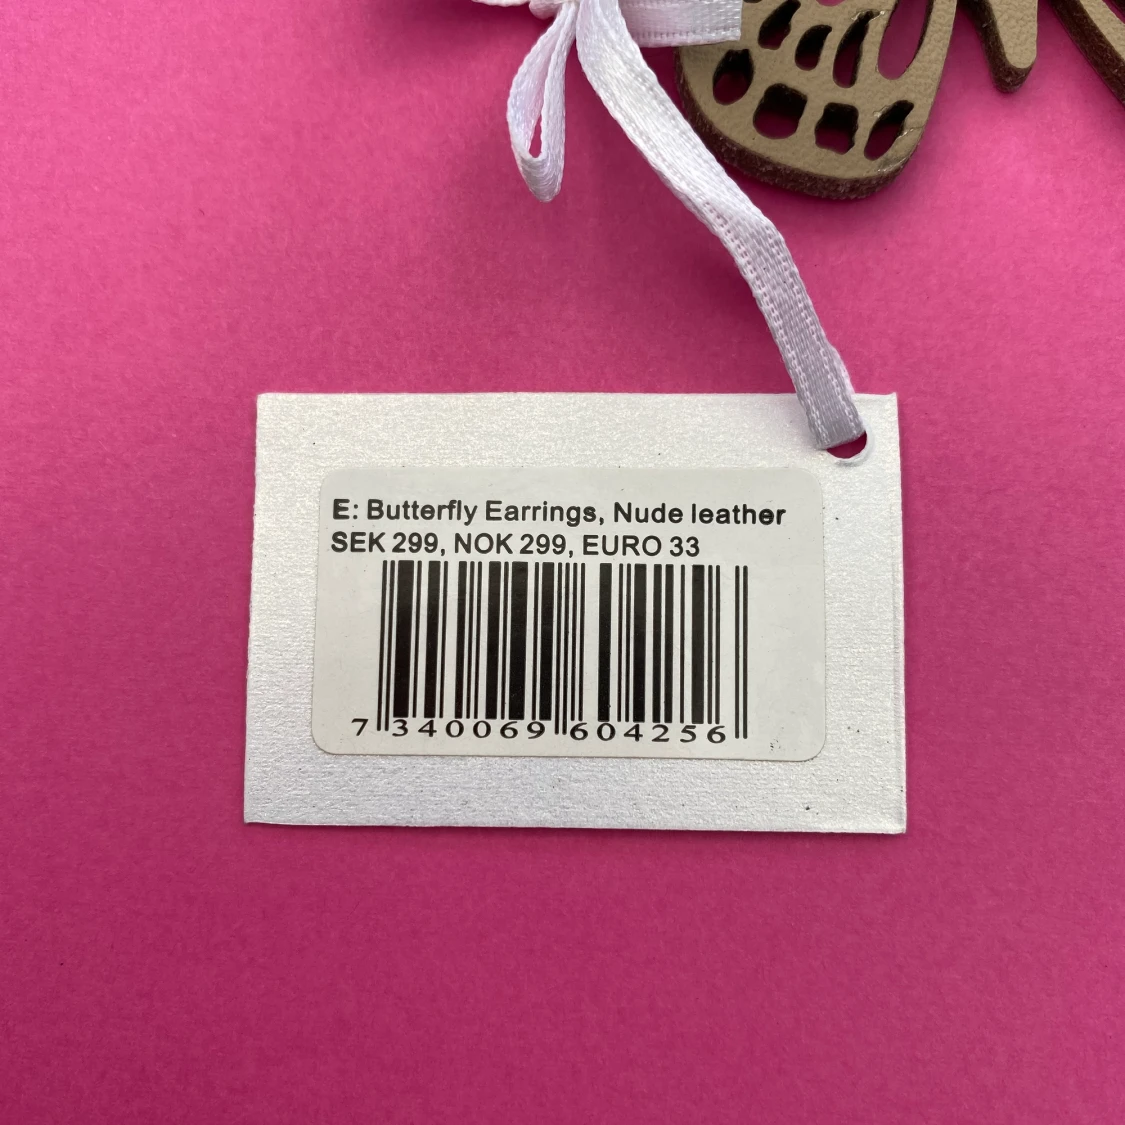 E: Butterfly Earrings, Nude leather
SEK 299, NOK 299, EURO 33
7 340069 604256